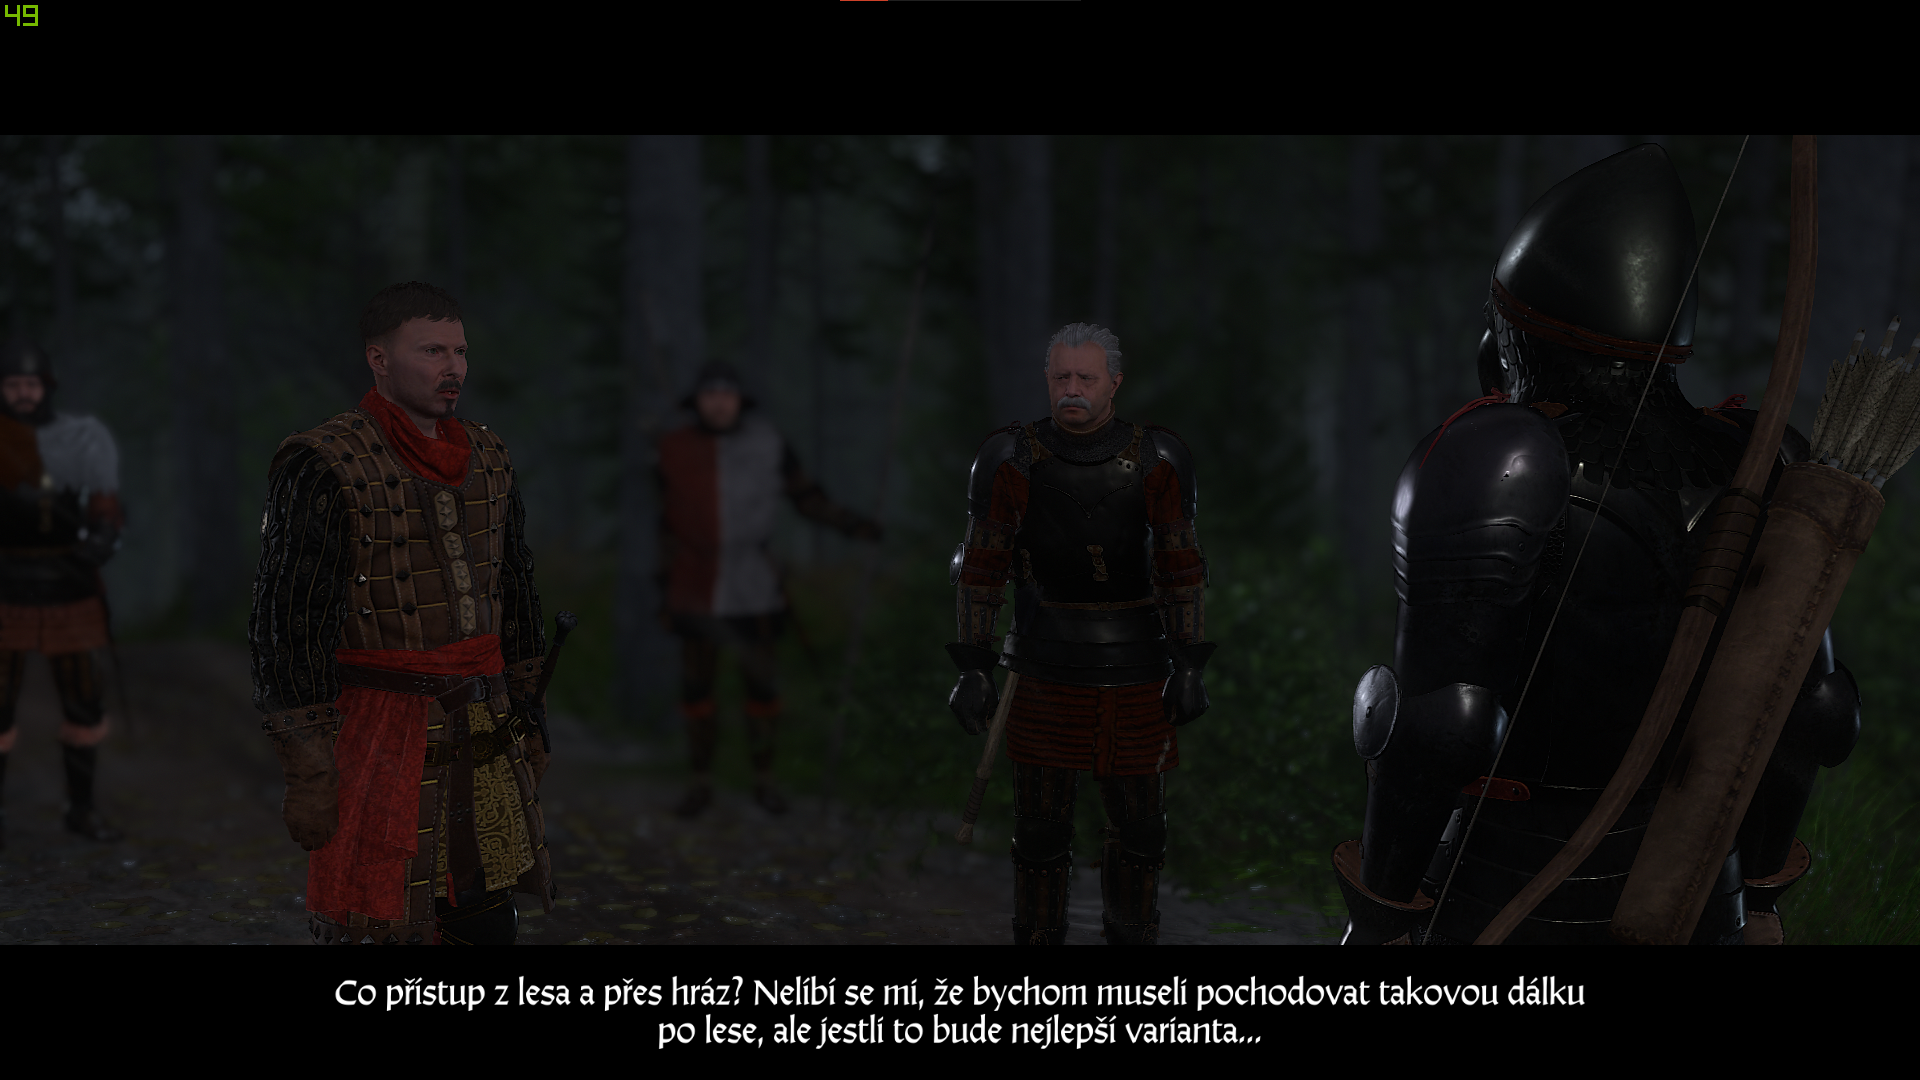 49
Co přístup z lesa a přes hráz? Nelíbí se mi, že bychom museli pochodovat takovou dálku
po lese, ale jestli to bude nejlepší varianta...